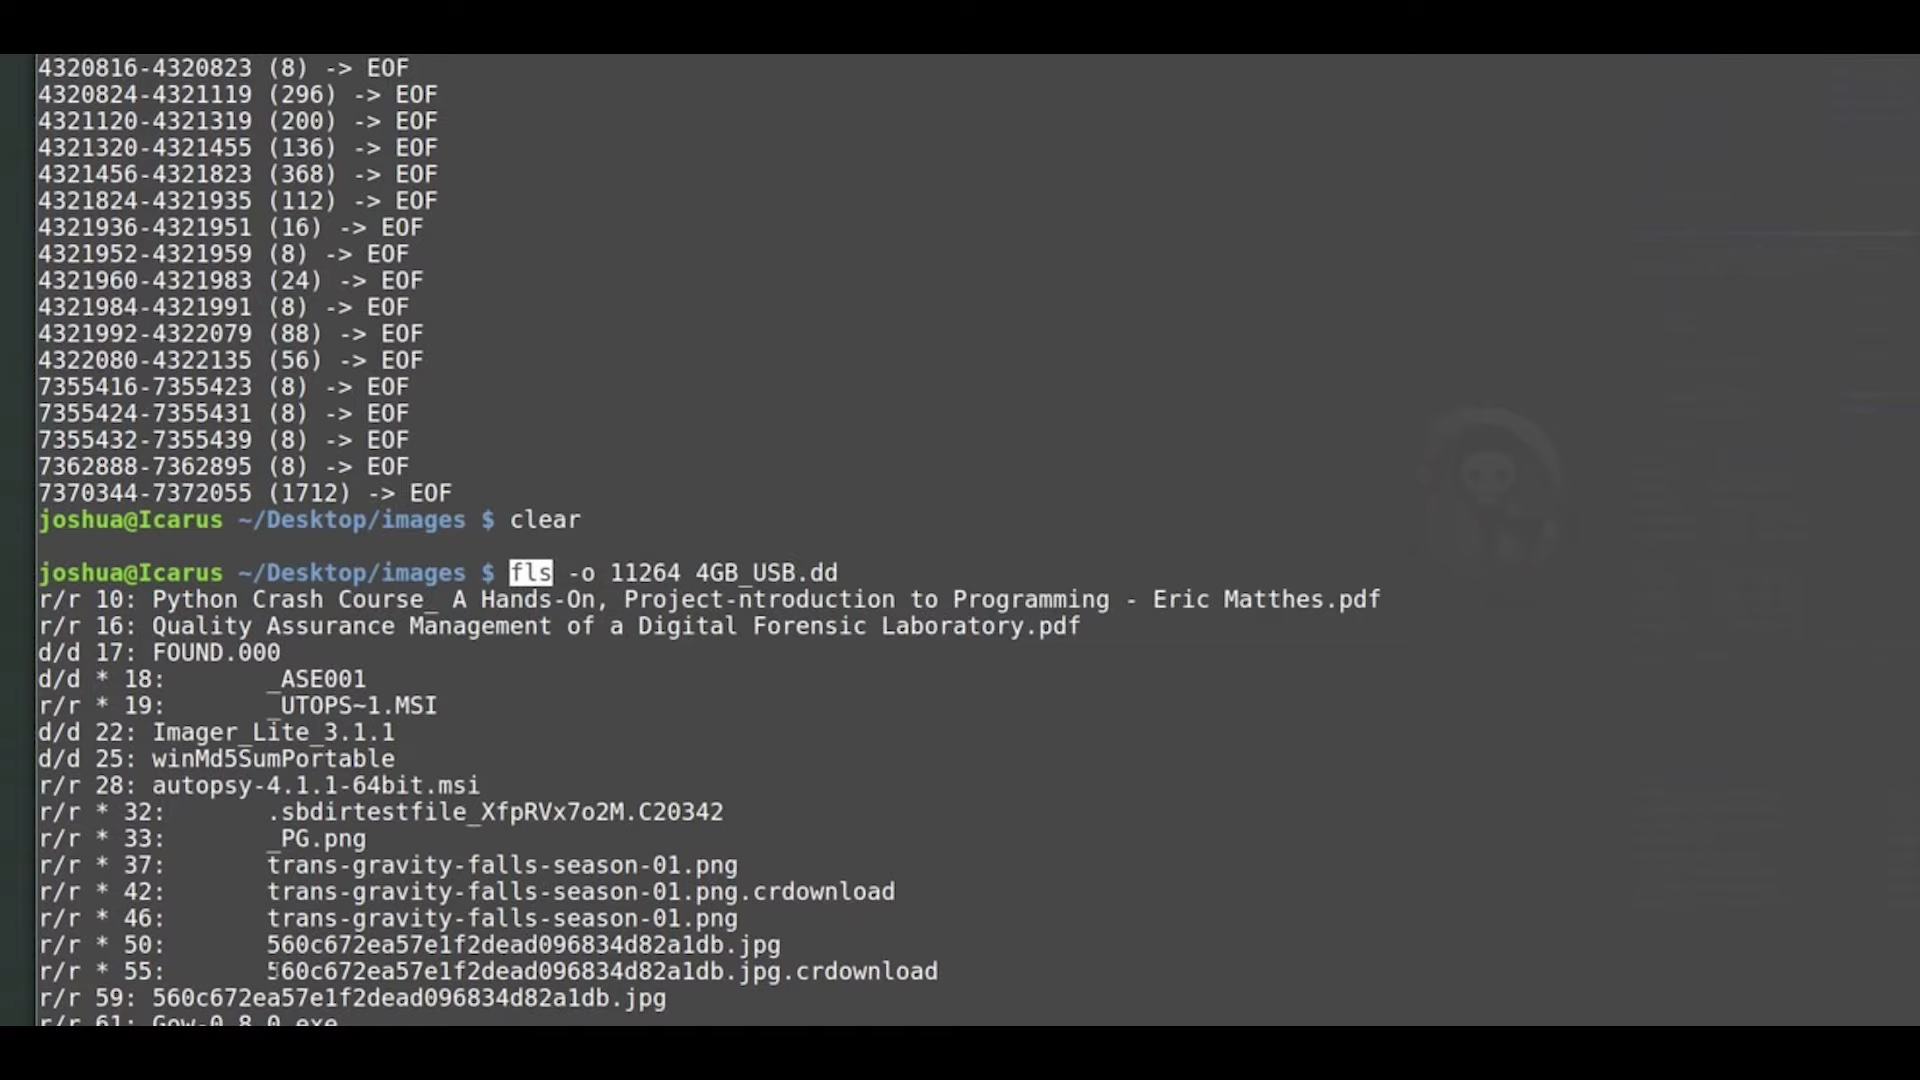 4320816-4320823 (8) -> EOF
4320824-4321119 (296) -> EOF
4321120-4321319 (200) -> EOF
4321320-4321455 (136) -> EOF
4321456-4321823 (368) -> EOF
4321824-4321935 (112) -> EOF
4321936-4321951 (16) -> EOF
4321952-4321959 (8) -> EOF
4321960-4321983 (24) -> EOF
4321984-4321991 (8) -> EOF
4321992-4322079 (88) -> EOF
4322080-4322135 (56) -> EOF
7355416-7355423 (8) -> EOF
7355424-7355431 (8) -> EOF
7355432-7355439 (8) -> EOF
7362888-7362895 (8) -> EOF
7370344-7372055 (1712) -> EOF
joshua@Icarus ~/Desktop/images $ clear
joshua@Icarus ~/Desktop/images $ fls -o 11264 4GB_USB.dd
r/r 10: Python Crash Course_ A Hands-On, Project-ntroduction to Programming - Eric Matthes.pdf
r/r 16: Quality Assurance Management of a Digital Forensic Laboratory.pdf
d/d 17: FOUND.000
d/d * 18:       _ASE001
r/r * 19:       _UTOPS~1.MSI
d/d 22: Imager_Lite_3.1.1
d/d 25: winMd5SumPortable
r/r 28: autopsy-4.1.1-64bit.msi
r/r * 32:       .sbdirtestfile_XfpRVx7o2M.C20342
r/r * 33:       _PG.png
r/r * 37:       trans-gravity-falls-season-01.png
r/r * 42:       trans-gravity-falls-season-01.png.crdownload
r/r * 46:       trans-gravity-falls-season-01.png
r/r * 50:       560c672ea57e1f2dead096834d82a1db.jpg
r/r * 55:       560c672ea57e1f2dead096834d82a1db.jpg.crdownload
r/r 59: 560c672ea57e1f2dead096834d82a1db.jpg
r/r 61: Gow-0.8.0.exe